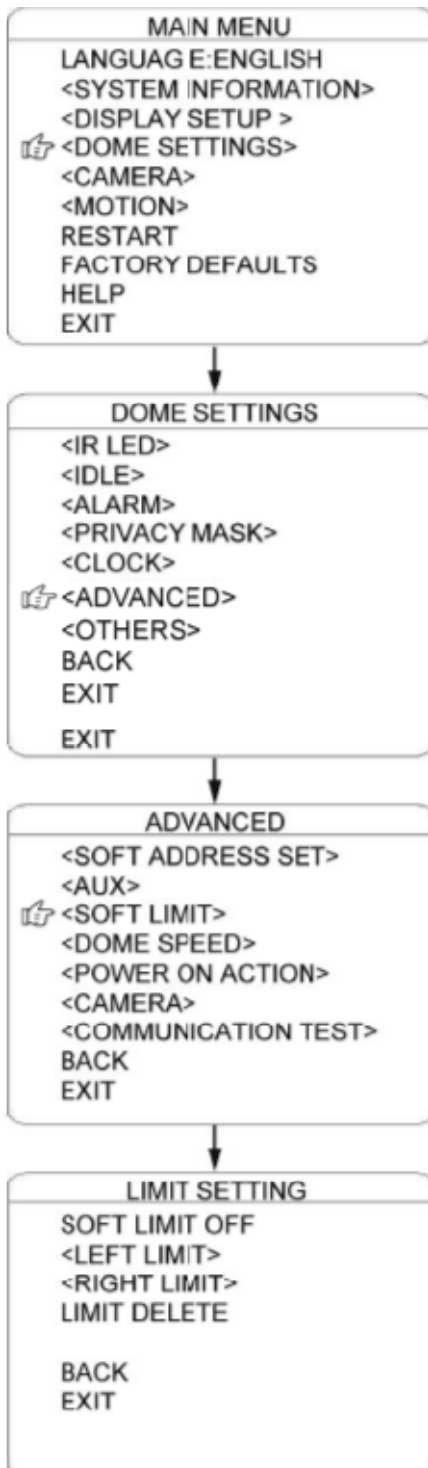 MAIN MENU
LANGUAG E:ENGLISH
<SYSTEM INFORMATION>
<DISPLAY SETUP >
<DOME SETTINGS>
<CAMERA>
<MOTION>
RESTART
FACTORY DEFAULTS
HELP
EXIT
DOME SETTINGS
<IR LED>
<IDLE>
<ALARM>
<PRIVACY MASK>
<CLOCK>
<ADVANCED>
<OTHERS>
BACK
EXIT
EXIT
ADVANCED
<SOFT ADDRESS SET>
<AUX>
<SOFT LIMIT>
<DOME SPEED>
<POWER ON ACTION>
<CAMERA>
<COMMUNICATION TEST>
BACK
EXIT
LIMIT SETTING
SOFT LIMIT OFF
<LEFT LIMIT>
<RIGHT LIMIT>
LIMIT DELETE
BACK
EXIT